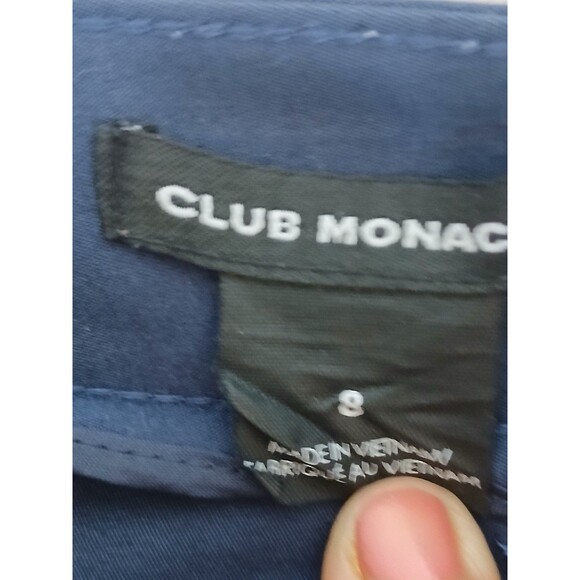 CLUB MONAC
8
MADE IN VIETNAM
FABRIQUÉ AU VIETNAM